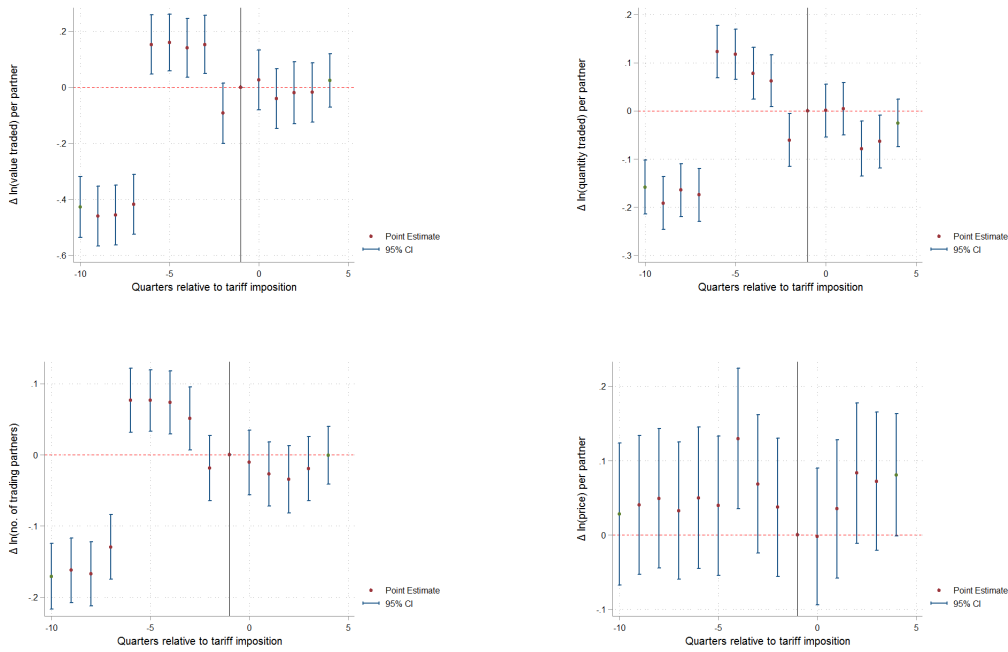 Δ ln(value traded) per partner
.2
0
-.2
-.4
-.6
-10
-5
0
5
Quarters relative to tariff imposition
Point Estimate
95% CI
Δ ln(quantity traded) per partner
.2
.1
0
-.1
-.2
-.3
-10
-5
0
5
Quarters relative to tariff imposition
Point Estimate
95% CI
Δ ln(no. of trading partners)
.1
0
-.1
-.2
-10
-5
0
5
Quarters relative to tariff imposition
Point Estimate
95% CI
Δ ln(price) per partner
.2
.1
0
-.1
-10
-5
0
5
Quarters relative to tariff imposition
Point Estimate
95% CI